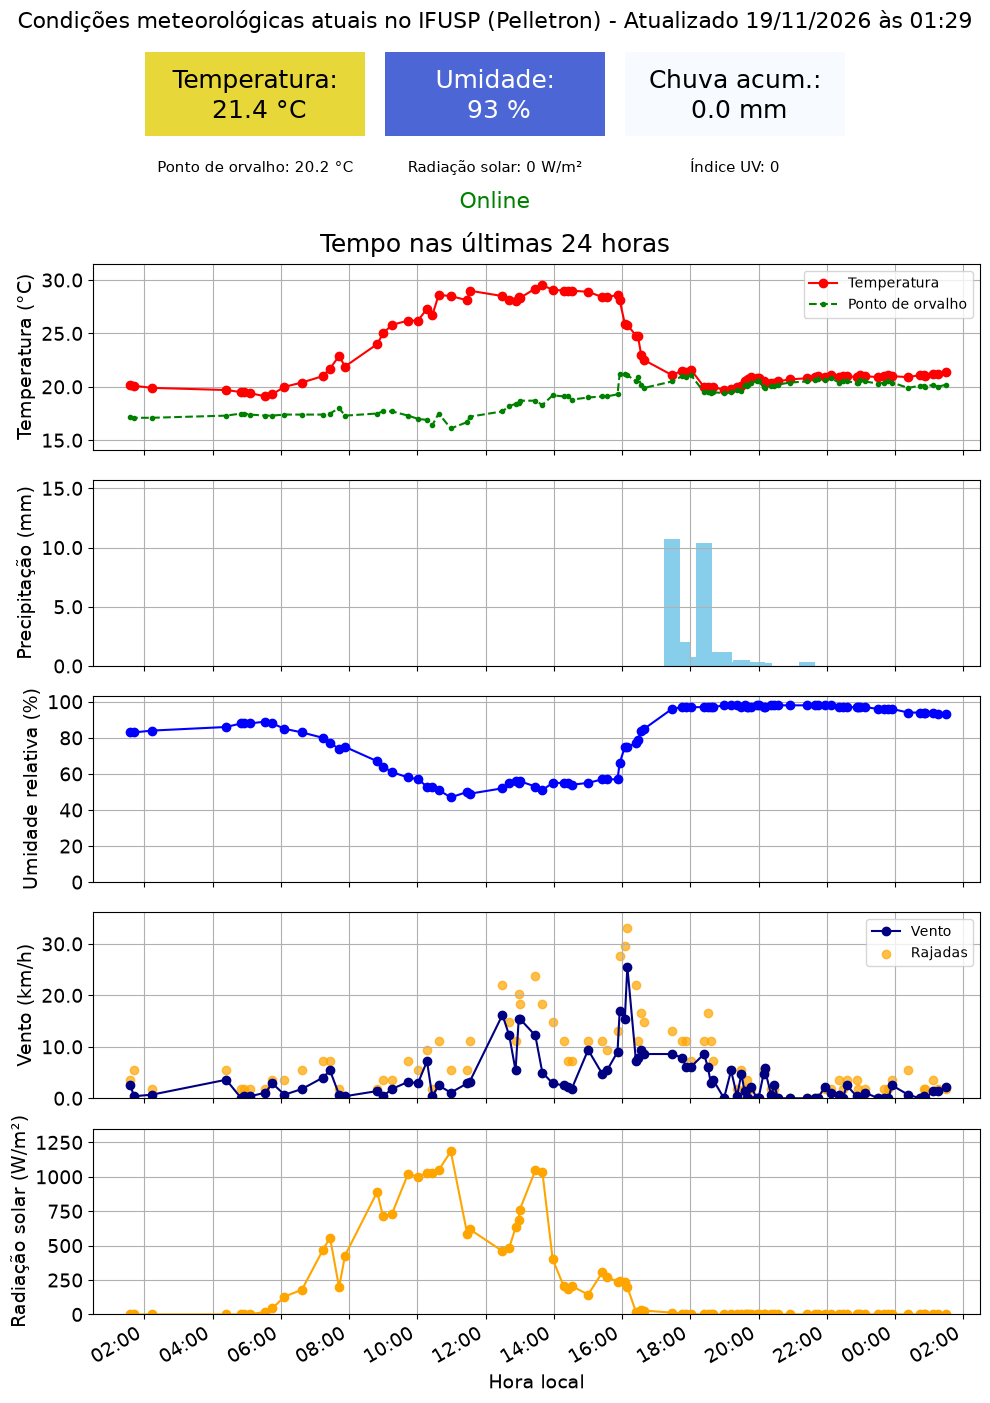 Condições meteorológicas atuais no IFUSP (Pelletron) - Atualizado 19/11/2026 às 01:29
Temperatura:
21.4 °C
Umidade:
93 %
Chuva acum.:
0.0 mm
Ponto de orvalho: 20.2 °C
Radiação solar: 0 W/m²
Índice UV: 0
Online
Tempo nas últimas 24 horas
Temperatura (°C)
30.0
25.0
20.0
15.0
Temperatura
Ponto de orvalho
Precipitação (mm)
15.0
10.0
5.0
0.0
Umidade relativa (%)
100
80
60
40
20
0
Vento (km/h)
30.0
20.0
10.0
0.0
Vento
Rajadas
Radiação solar (W/m²)
1250
1000
750
500
250
0
02:00
04:00
06:00
08:00
10:00
12:00
14:00
16:00
18:00
20:00
22:00
00:00
02:00
Hora local